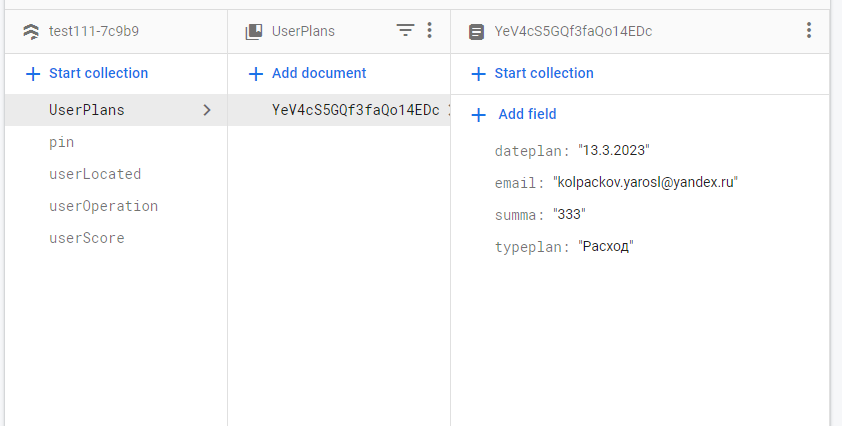 test111-7c9b9
UserPlans
YeV4cS5GQf3faQo14EDc
Start collection
Add document
Start collection
UserPlans
YeV4cS5GQf3faQo14EDc
Add field
pin
userLocated
userOperation
userScore
dateplan: "13.3.2023"
email: "kolpackov.yarosl@yandex.ru"
summa: "333"
typeplan: "Расход"